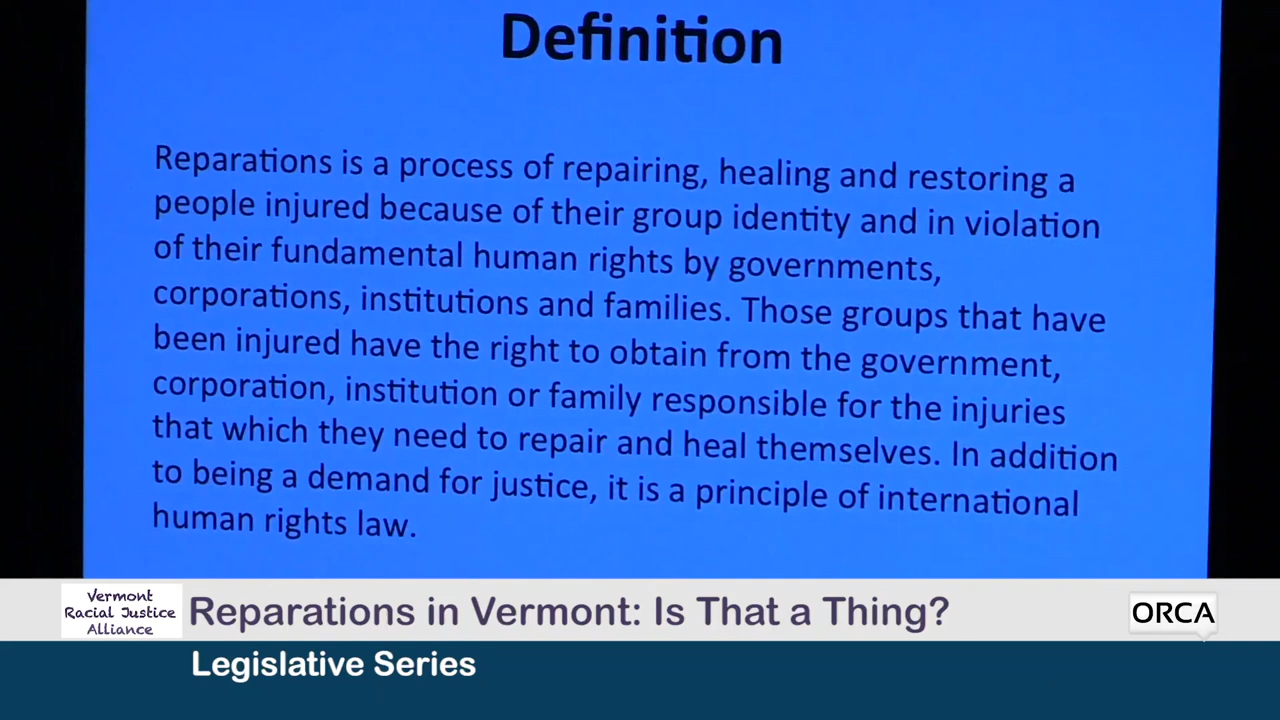 Definition
Reparations is a process of repairing, healing and restoring a
people injured because of their group identity and in violation
of their fundamental human rights by governments,
corporations, institutions and families. Those groups that have
been injured have the right to obtain from the government,
corporation, institution or family responsible for the injuries
that which they need to repair and heal themselves. In addition
to being a demand for justice, it is a principle of international
human rights law.
Vermont
Racial Justice
Alliance
Reparations in Vermont: Is That a Thing?
ORCA
Legislative Series